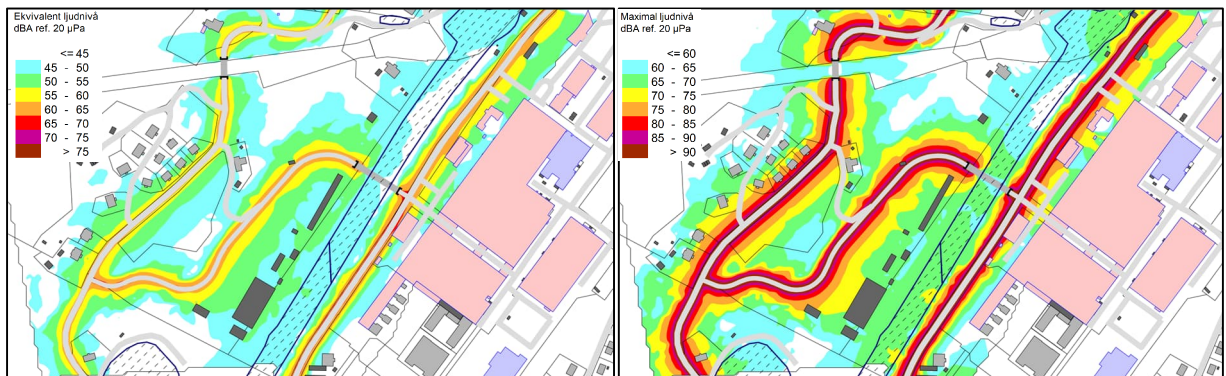 Ekvivalent ljudnivå
dBA ref. 20 µPa
<= 45
45 - 50
50 - 55
55 - 60
60 - 65
65 - 70
70 - 75
> 75
Maximal ljudnivå
dBA ref. 20 µPa
<= 60
60 - 65
65 - 70
70 - 75
75 - 80
80 - 85
85 - 90
> 90